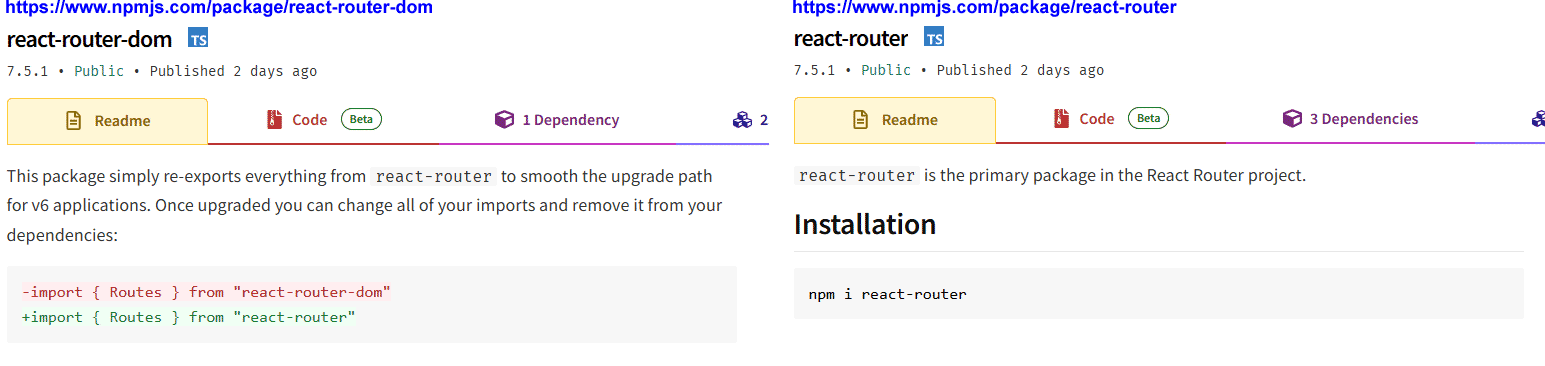 https://www.npmjs.com/package/react-router-dom
react-router-dom TS
7.5.1 • Public • Published 2 days ago
Readme
Code Beta
1 Dependency
2
This package simply re-exports everything from react-router to smooth the upgrade path
for v6 applications. Once upgraded you can change all of your imports and remove it from your
dependencies:
-import { Routes } from "react-router-dom"
+import { Routes } from "react-router"
https://www.npmjs.com/package/react-router
react-router TS
7.5.1 • Public • Published 2 days ago
Readme
Code Beta
3 Dependencies
react-router is the primary package in the React Router project.
Installation
npm i react-router